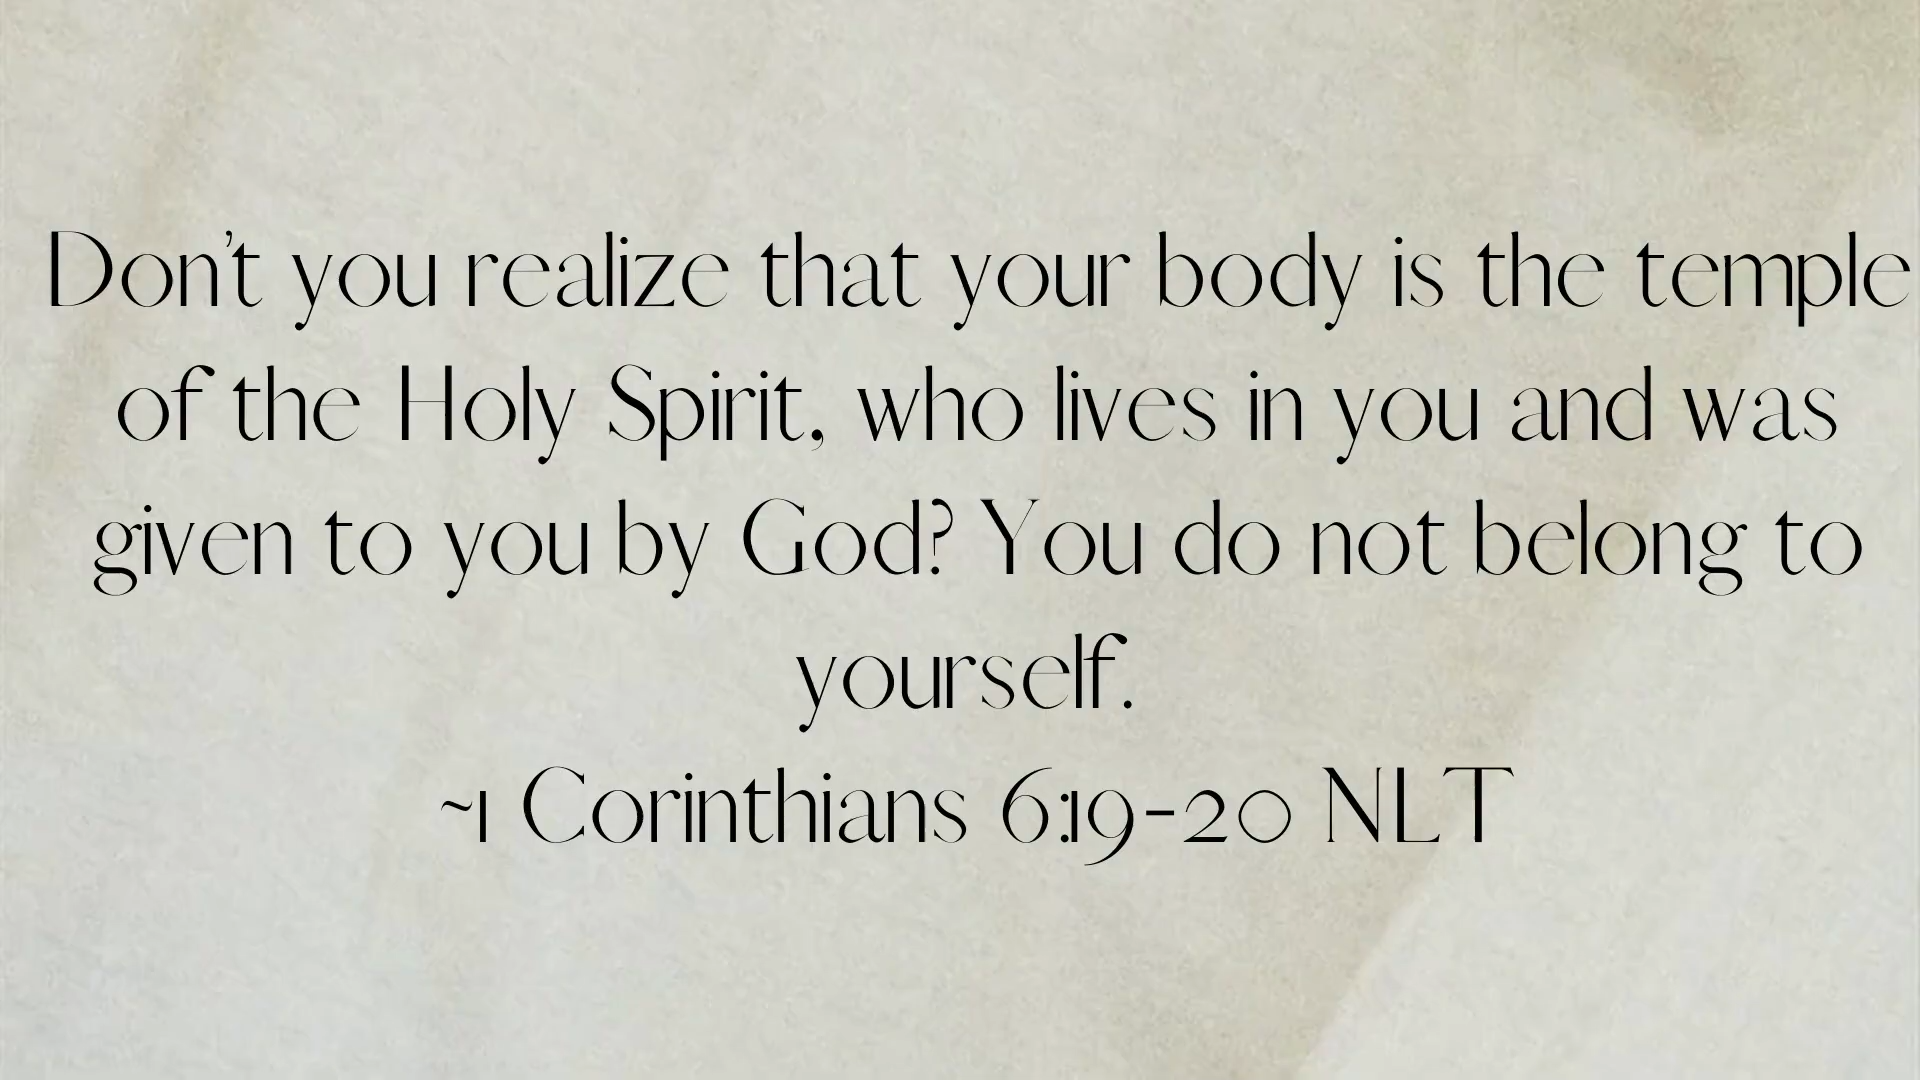 Don't you realize that your body is the temple
of the Holy Spirit, who lives in you and was
given to you by God? You do not belong to
yourself.
~1 Corinthians 6:19-20 NLT